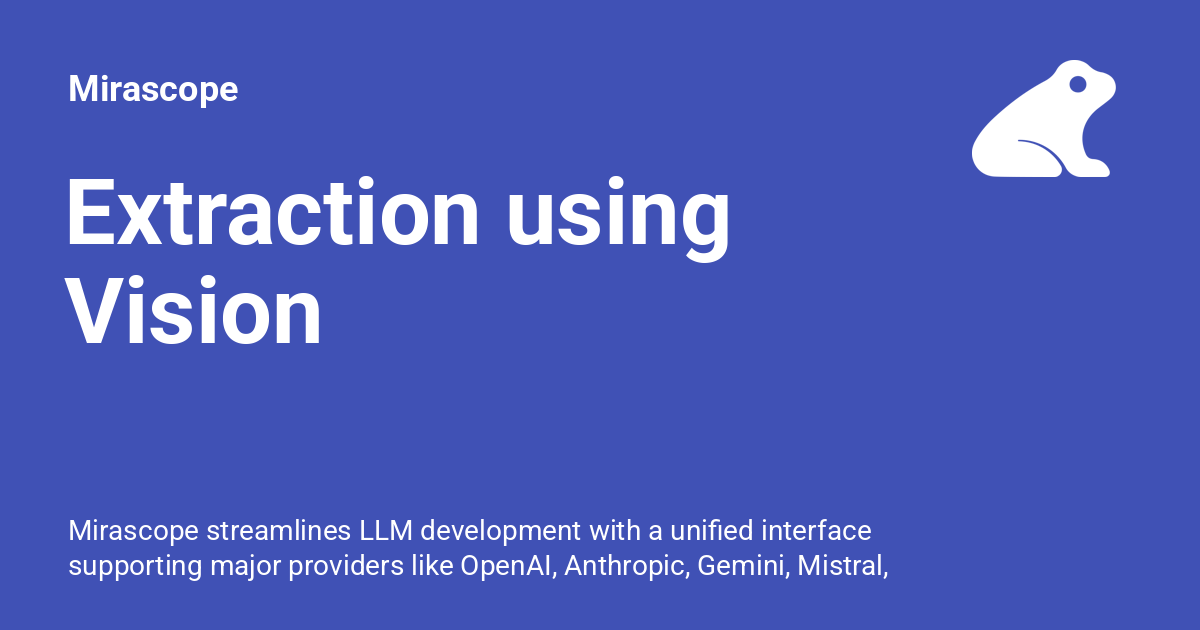 Mirascope
Extraction using
Vision
Mirascope streamlines LLM development with a unified interface
supporting major providers like OpenAI, Anthropic, Gemini, Mistral,